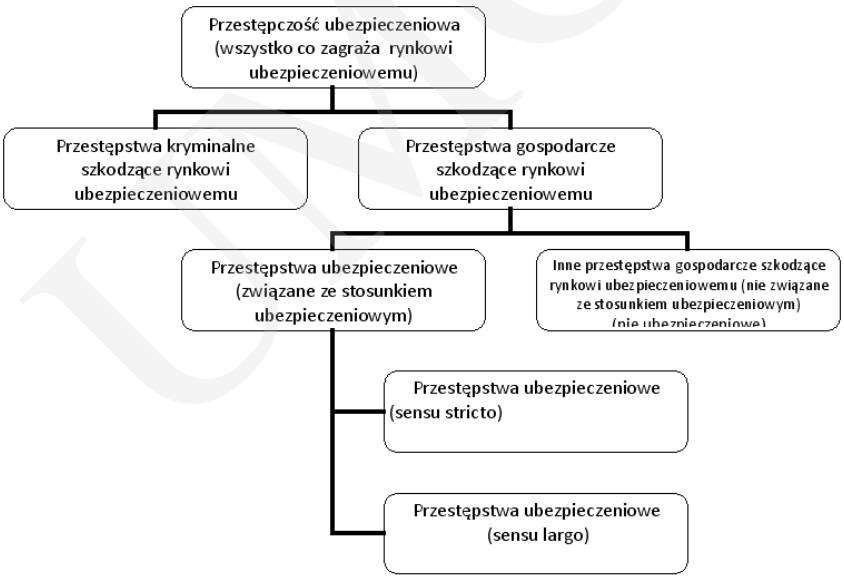 Przestępczość ubezpieczeniowa
(wszystko co zagraża rynkowi
ubezpieczeniowemu)
Przestępstwa kryminalne
szkodzące rynkowi
ubezpieczeniowemu
Przestępstwa gospodarcze
szkodzące rynkowi
ubezpieczeniowemu
Przestępstwa ubezpieczeniowe
(związane ze stosunkiem
ubezpieczeniowym)
Inne przestępstwa gospodarcze szkodzące
rynkowi ubezpieczeniowemu (nie związane
ze stosunkiem ubezpieczeniowym)
(nie ubezpieczeniowe)
Przestępstwa ubezpieczeniowe
(sensu stricto)
Przestępstwa ubezpieczeniowe
(sensu largo)